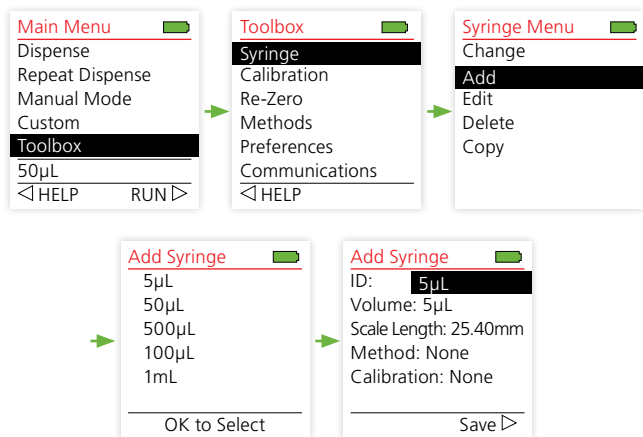 Main Menu
Dispense
Repeat Dispense
Manual Mode
Custom
Toolbox
50µL
HELP RUN
Toolbox
Syringe
Calibration
Re-Zero
Methods
Preferences
Communications
HELP
Syringe Menu
Change
Add
Edit
Delete
Copy
Add Syringe
5µL
50µL
500µL
100µL
1mL
OK to Select
Add Syringe
ID: 5µL
Volume: 5µL
Scale Length: 25.40mm
Method: None
Calibration: None
Save